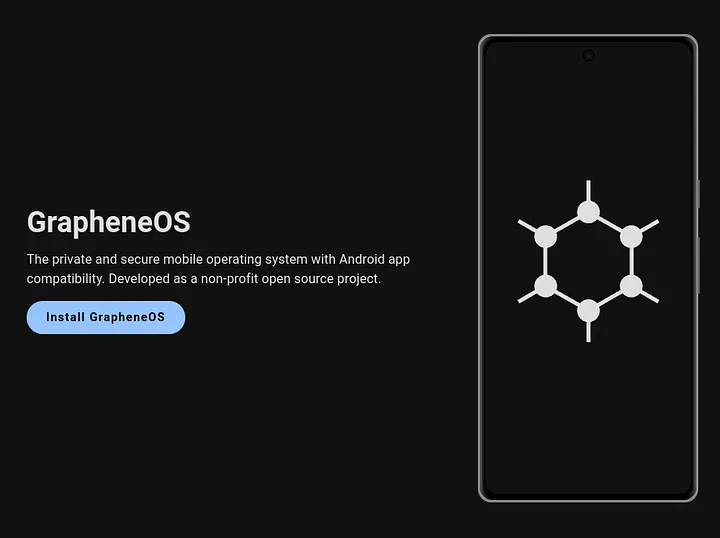 GrapheneOS
The private and secure mobile operating system with Android app
compatibility. Developed as a non-profit open source project.
Install GrapheneOS